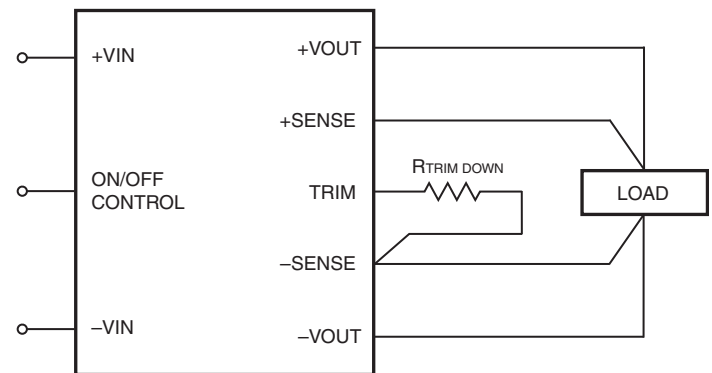 +VIN
+VOUT
+SENSE
ON/OFF
CONTROL
TRIM
RTRIM DOWN
LOAD
–SENSE
–VIN
–VOUT